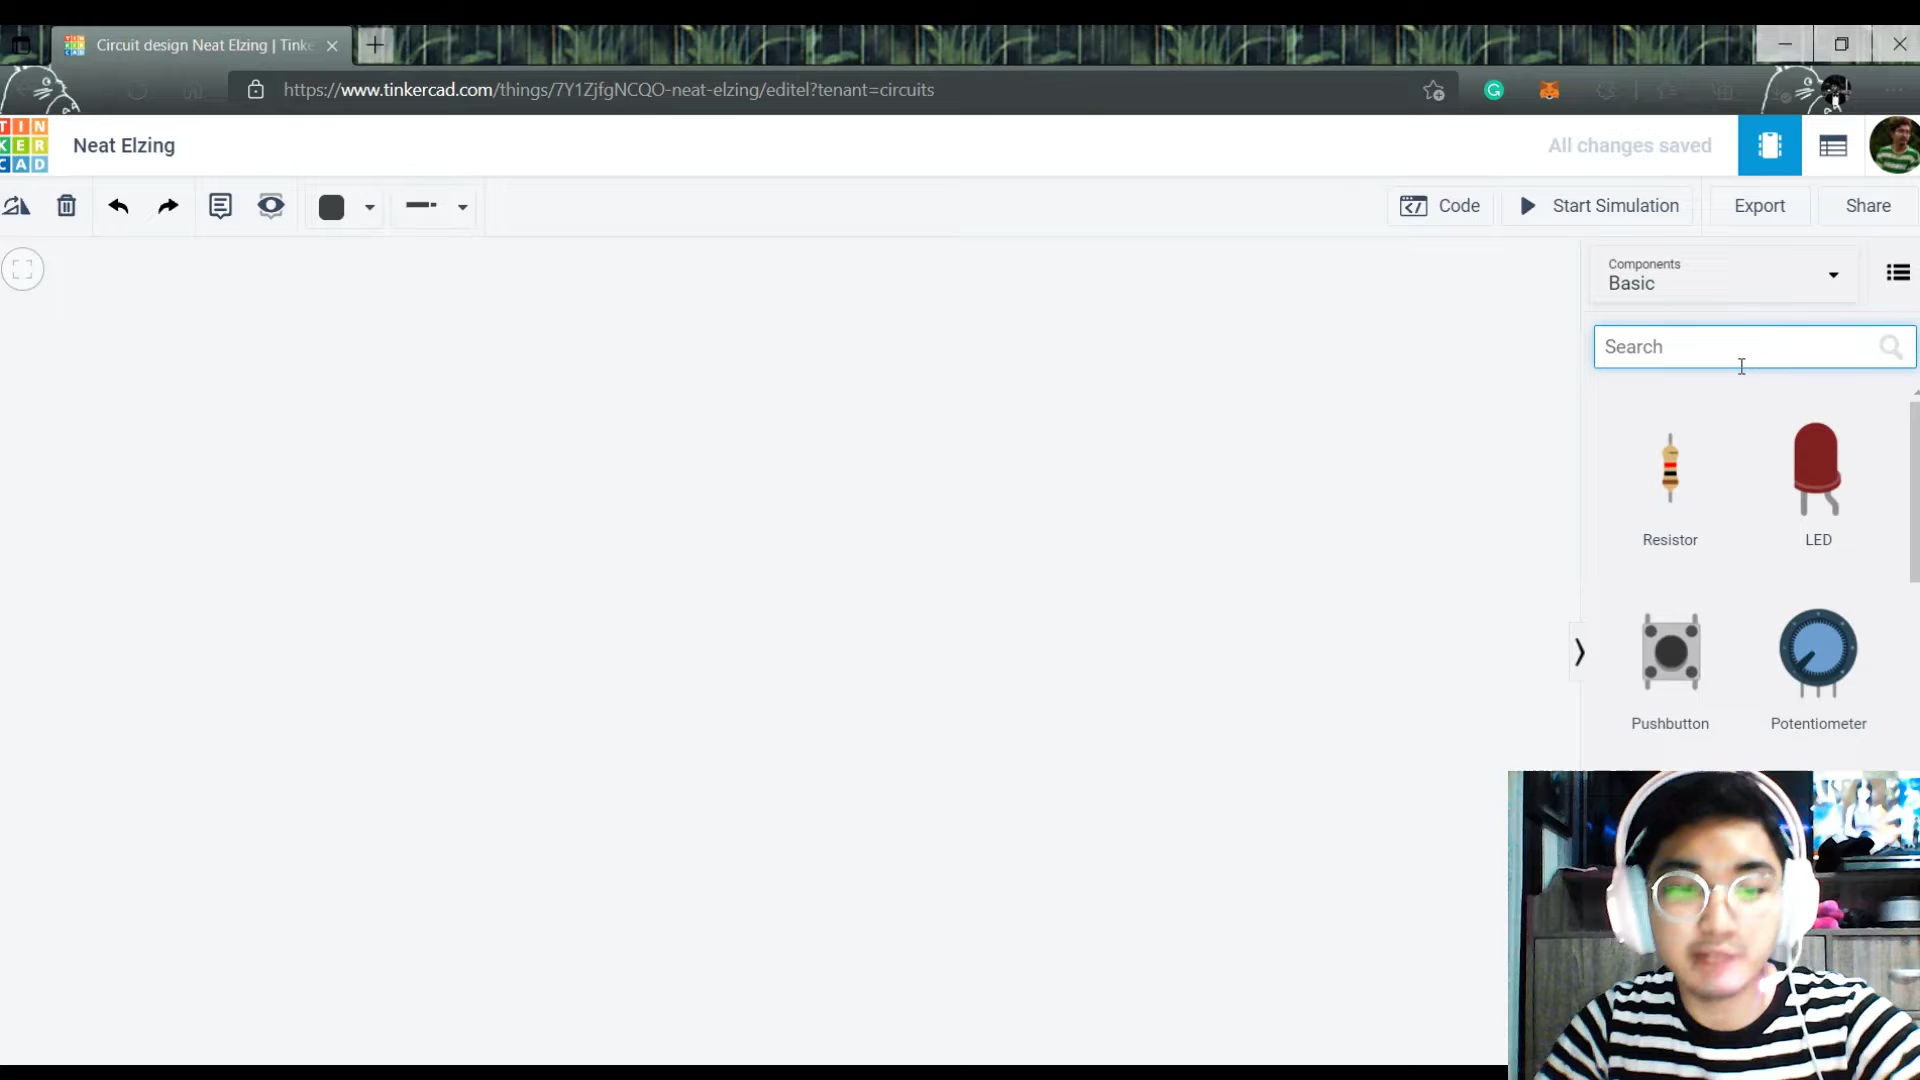 Circuit design Neat Elzing | Tinke
https://www.tinkercad.com/things/7Y1ZjfgNCQO-neat-elzing/editel?tenant=circuits
TIN
KER
CAD
Neat Elzing
All changes saved
Code
Start Simulation
Export
Share
Components
Basic
Search
Resistor
LED
Pushbutton
Potentiometer